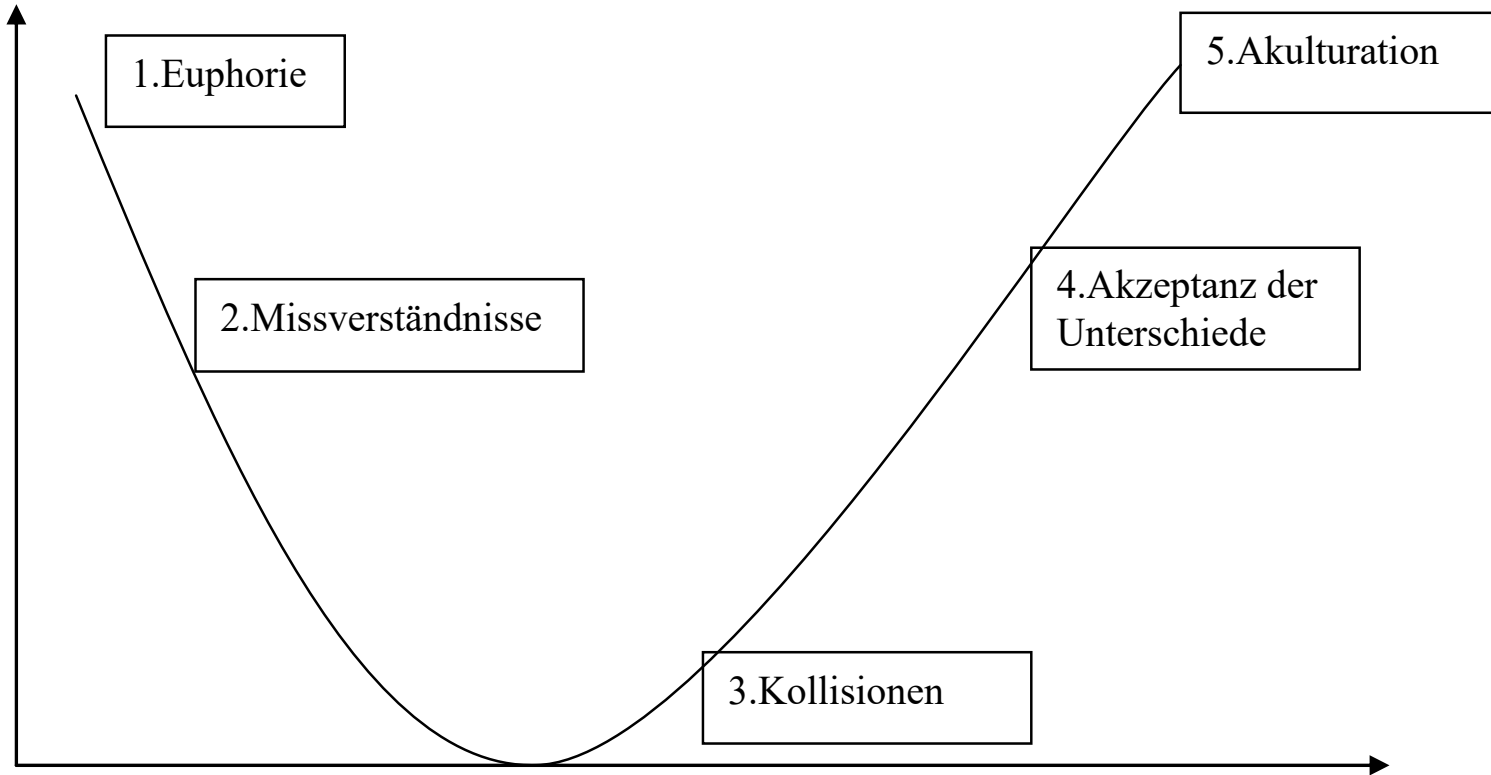 1.Euphorie
2.Missverständnisse
3.Kollisionen
4.Akzeptanz der
Unterschiede
5.Akulturation